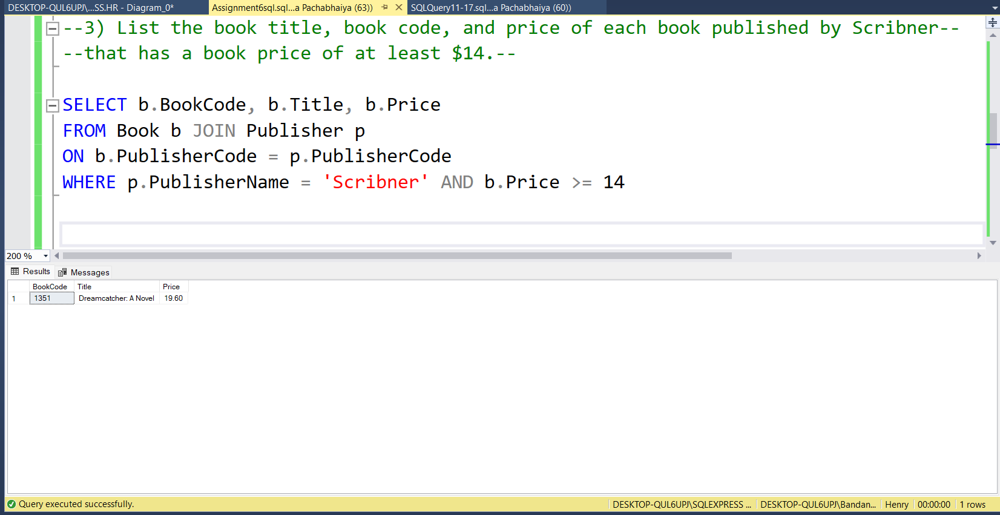 DESKTOP-QUL6UPJ\...SS.HR - Diagram_0* Assignment6sql.sql...a Pachabhaiya (63)) SQLQuery11-17.sql...a Pachabhaiya (60))
--3) List the book title, book code, and price of each book published by Scribner--
--that has a book price of at least $14.--
SELECT b.BookCode, b.Title, b.Price
FROM Book b JOIN Publisher p
ON b.PublisherCode = p.PublisherCode
WHERE p.PublisherName = 'Scribner' AND b.Price >= 14
200 %
Results Messages
BookCode Title Price
1 1351 Dreamcatcher: A Novel 19.60
Query executed successfully. DESKTOP-QUL6UPJ\SQLEXPRESS ... DESKTOP-QUL6UPJ\Bandan... Henry 00:00:00 1 rows